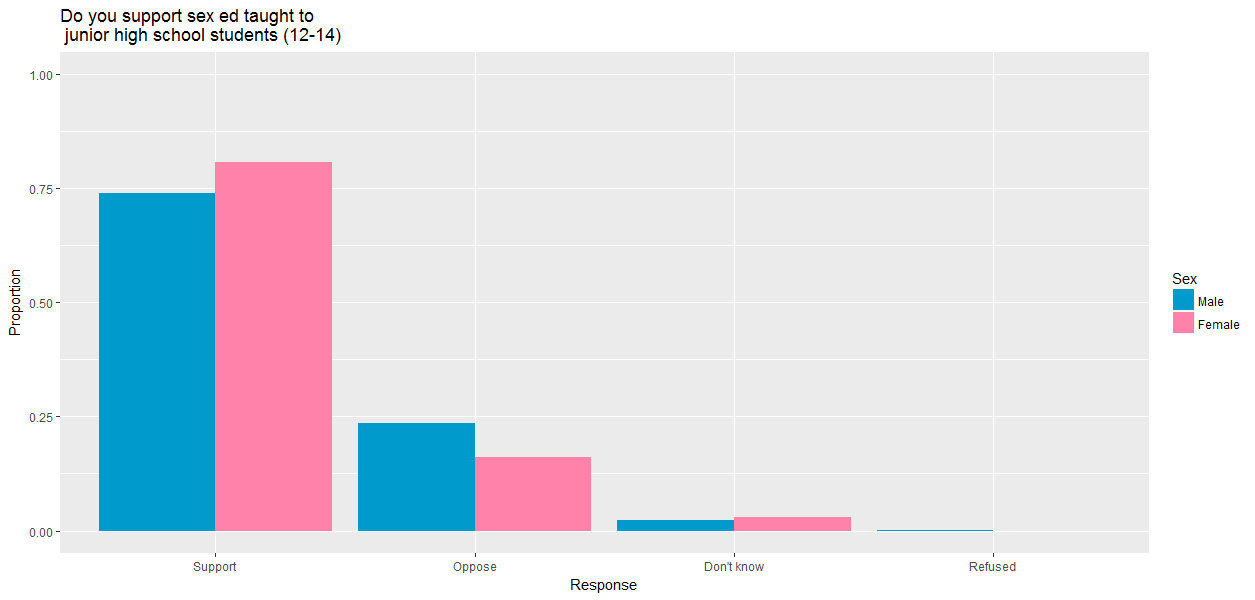 Do you support sex ed taught to
junior high school students (12-14)
1.00
0.75
0.50
0.25
0.00
Proportion
Support
Oppose
Don't know
Refused
Response
Sex
Male
Female